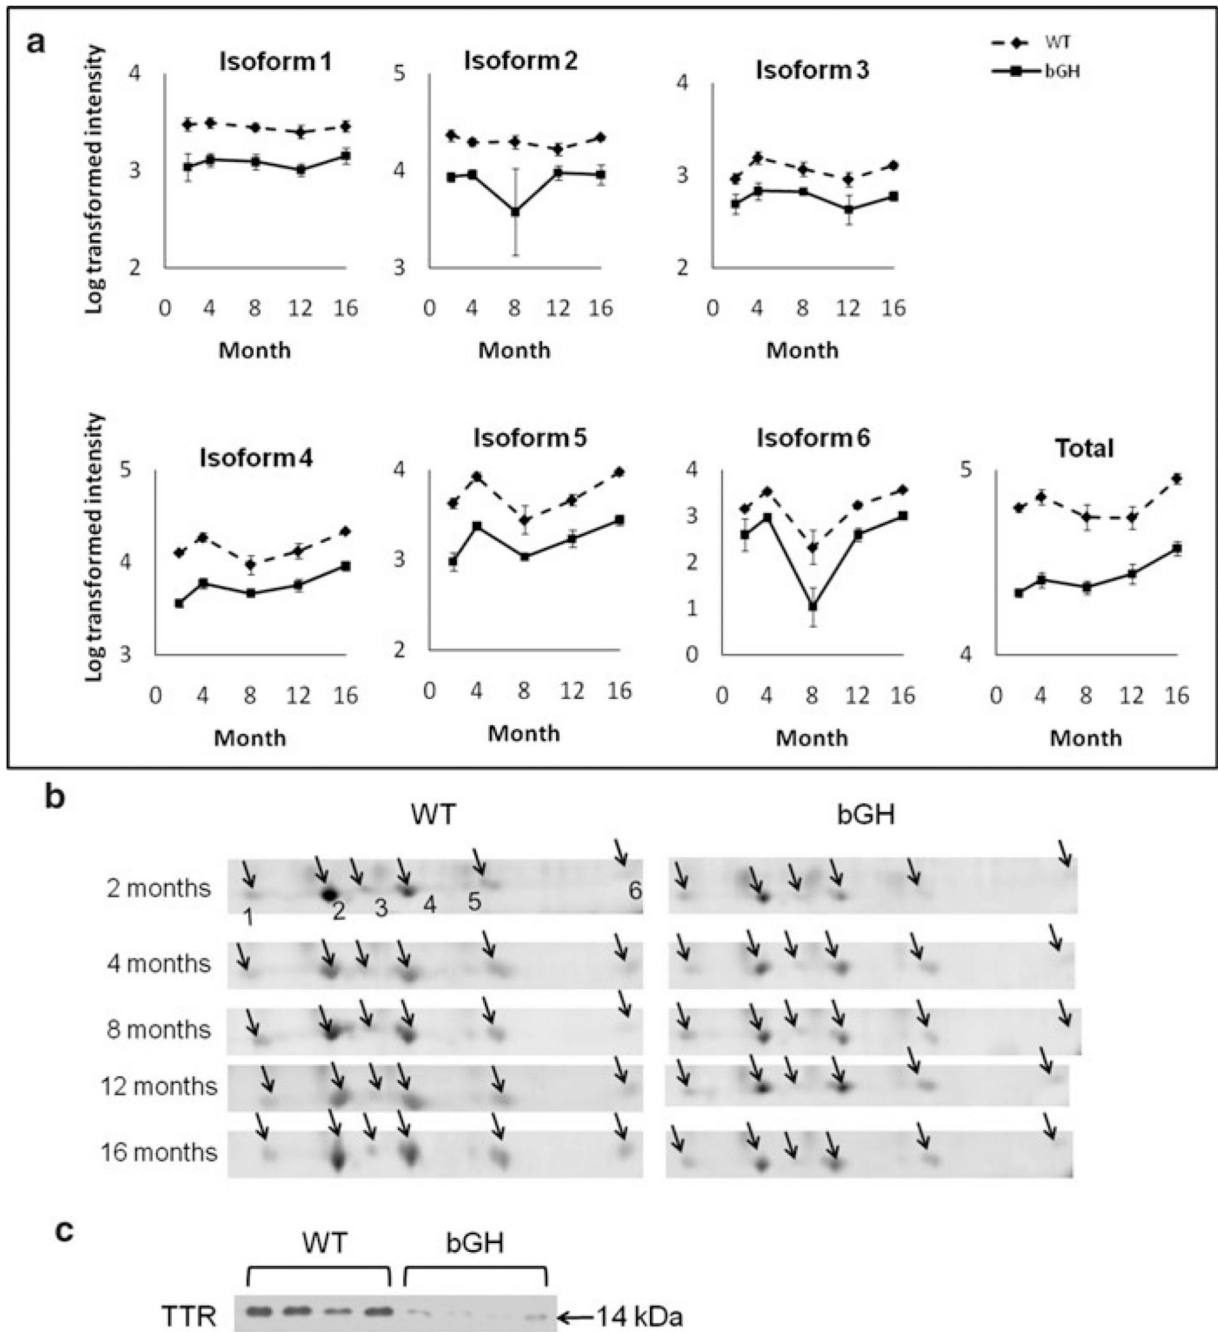 a
Isoform 1
Isoform 2
Isoform 3
WT
bGH
Log transformed intensity
4
3
2
0 4 8 12 16
Month
5
4
3
0 4 8 12 16
Month
4
3
2
0 4 8 12 16
Month
Isoform 4
Isoform 5
Isoform 6
Total
Log transformed intensity
5
4
3
0 4 8 12 16
Month
4
3
2
0 4 8 12 16
Month
4
3
2
1
0
0 4 8 12 16
Month
5
4
0 4 8 12 16
Month
b
WT
bGH
2 months
1 2 3 4 5 6
4 months
8 months
12 months
16 months
c
WT
bGH
TTR
14 kDa